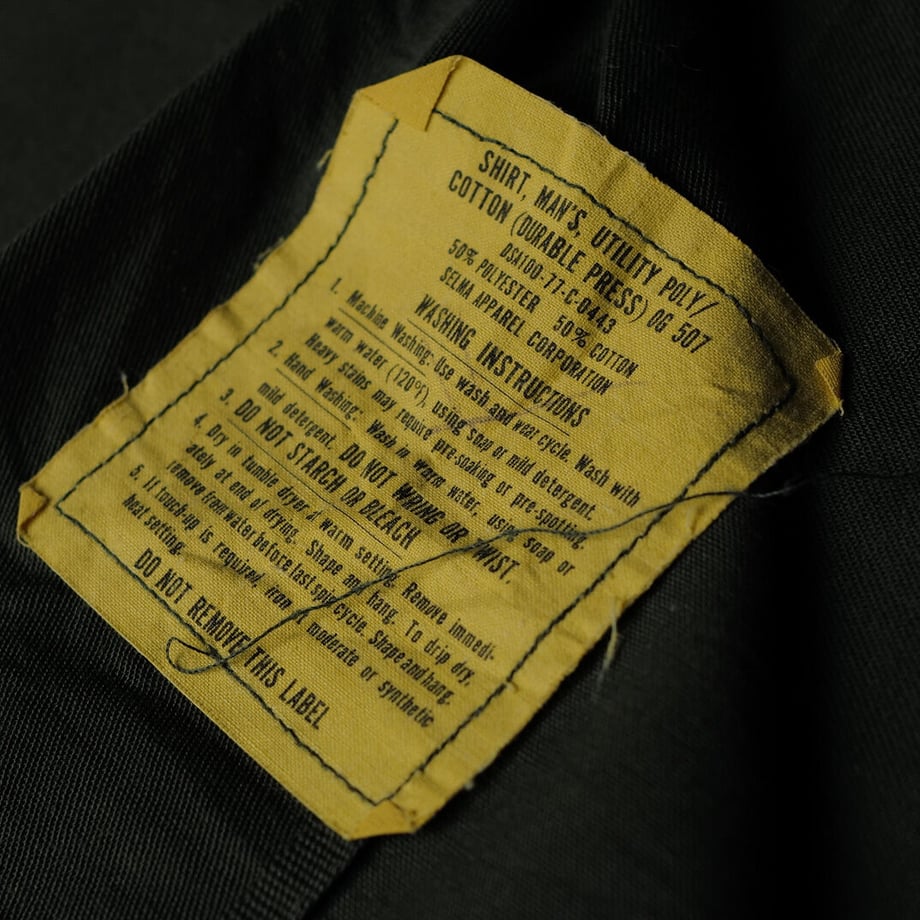 SHIRT, MAN'S, UTILITY POLY/
COTTON (DURABLE PRESS) OG 507
DSA100-77-C-0443
50% POLYESTER 50% COTTON
SELMA APPAREL CORPORATION
WASHING INSTRUCTIONS
1. Machine Washing: Use wash and wear cycle. Wash with
warm water (120°F), using soap or mild detergent.
Heavy stains may require pre-soaking or pre-spotting.
2. Hand Washing: Wash in warm water, using soap or
mild detergent. DO NOT WRING OR TWIST.
3. DO NOT STARCH OR BLEACH
4. Dry in tumble dryer at warm setting. Remove immedi-
ately at end of drying. Shape and hang. To drip dry,
remove from water before last spin cycle. Shape and hang.
5. If touch-up is required, iron moderate or synthetic
heat setting.
DO NOT REMOVE THIS LABEL